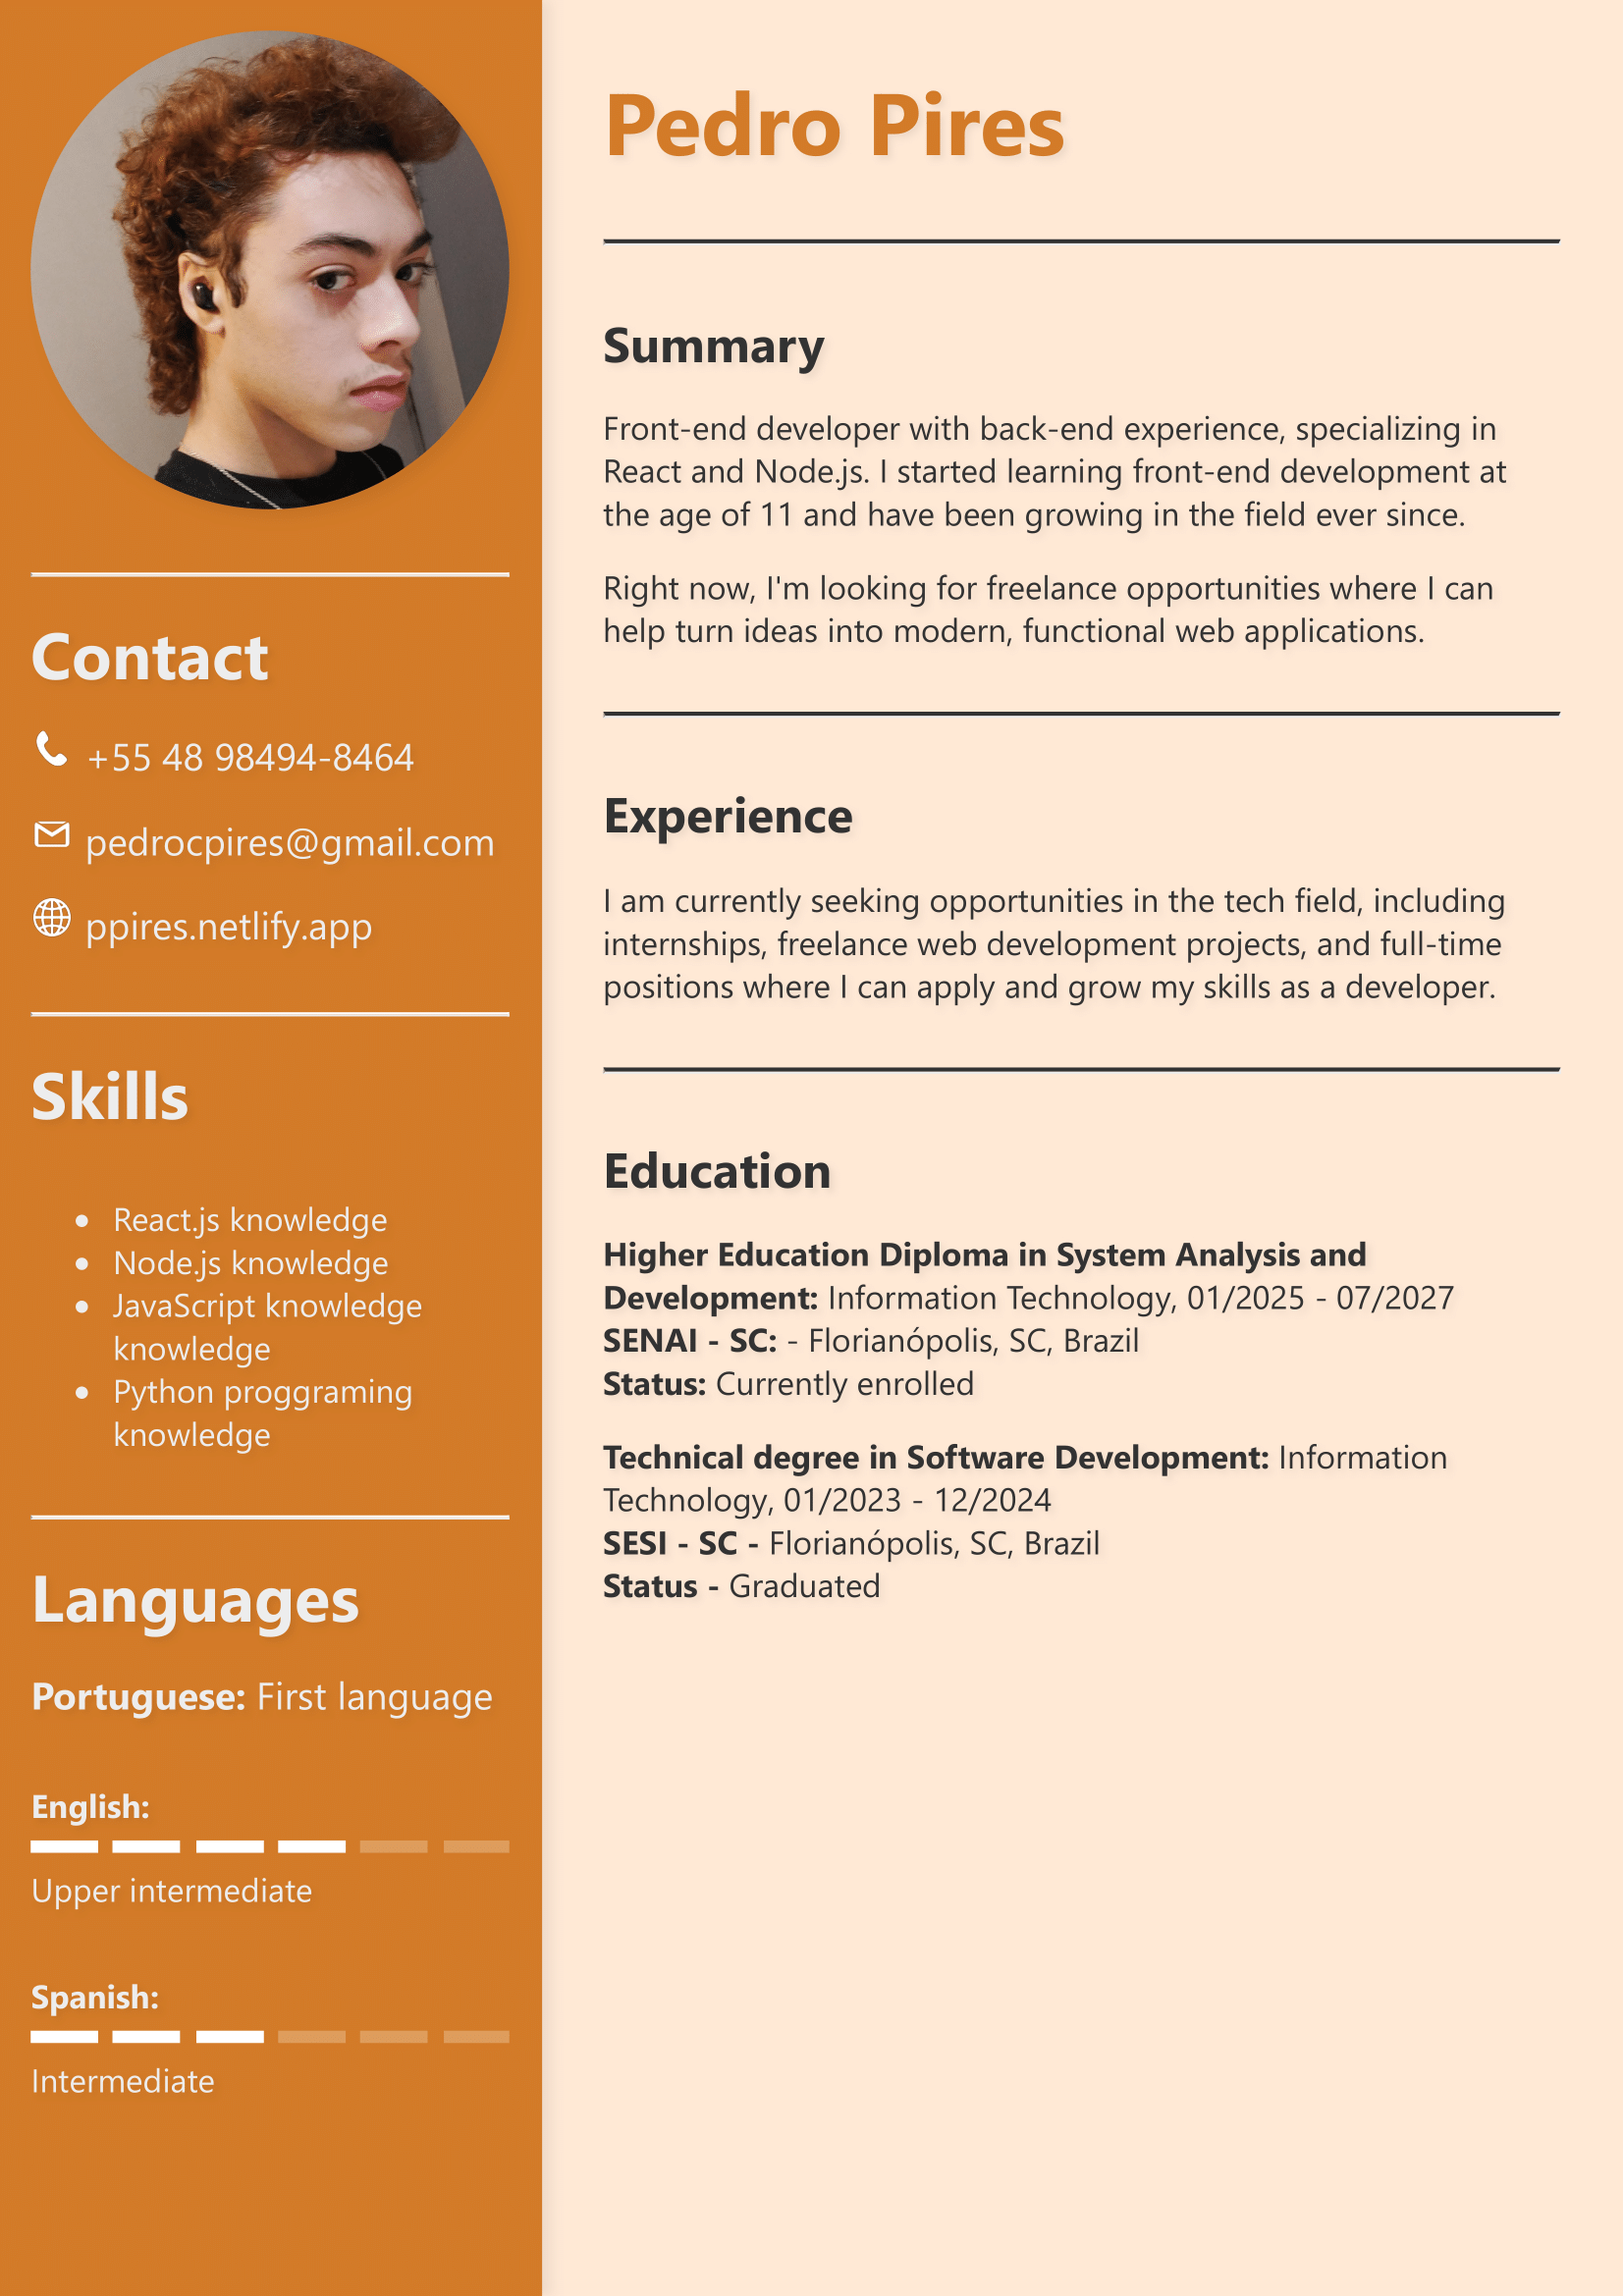 Contact
+55 48 98494-8464
pedrocpires@gmail.com
ppires.netlify.app
Skills
React.js knowledge
Node.js knowledge
JavaScript knowledge
knowledge
Python proggraming
knowledge
Languages
Portuguese: First language
English:
Upper intermediate
Spanish:
Intermediate
Pedro Pires
Summary
Front-end developer with back-end experience, specializing in
React and Node.js. I started learning front-end development at
the age of 11 and have been growing in the field ever since.
Right now, I'm looking for freelance opportunities where I can
help turn ideas into modern, functional web applications.
Experience
I am currently seeking opportunities in the tech field, including
internships, freelance web development projects, and full-time
positions where I can apply and grow my skills as a developer.
Education
Higher Education Diploma in System Analysis and
Development: Information Technology, 01/2025 - 07/2027
SENAI - SC: - Florianópolis, SC, Brazil
Status: Currently enrolled
Technical degree in Software Development: Information
Technology, 01/2023 - 12/2024
SESI - SC - Florianópolis, SC, Brazil
Status - Graduated